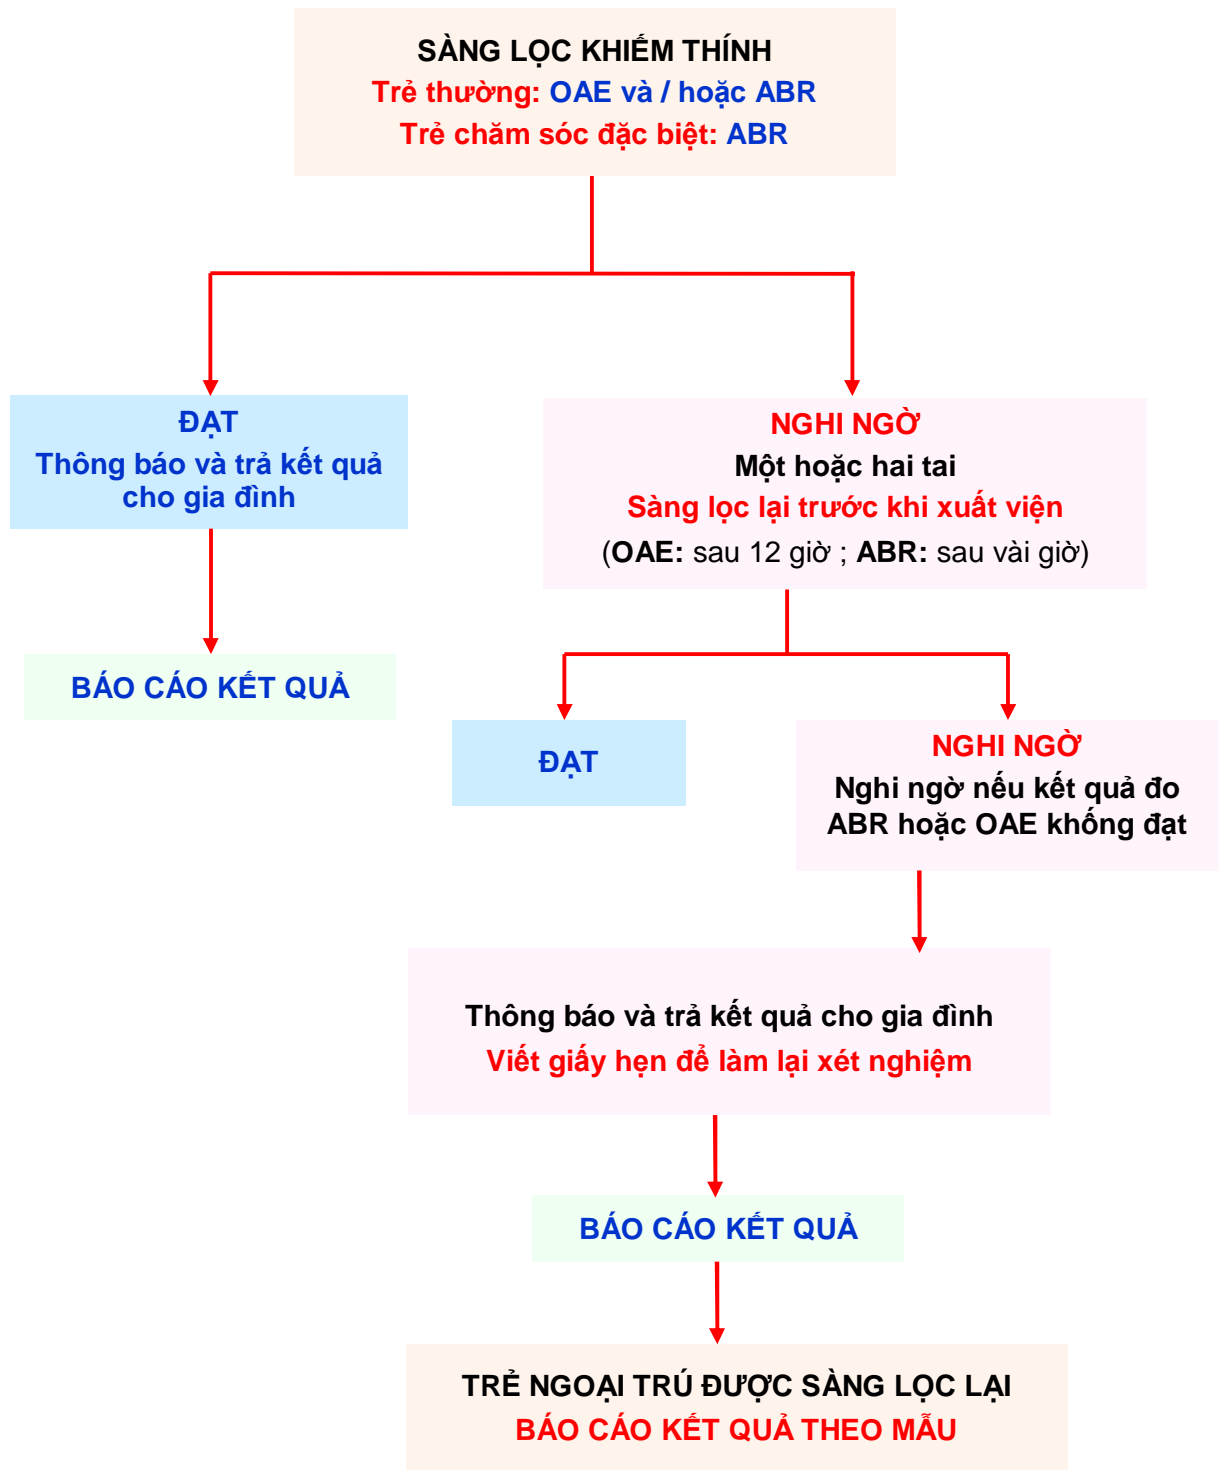 SÀNG LỌC KHIẾM THÍNH
Trẻ thường: OAE và / hoặc ABR
Trẻ chăm sóc đặc biệt: ABR
ĐẠT
Thông báo và trả kết quả
cho gia đình
BÁO CÁO KẾT QUẢ
NGHI NGỜ
Một hoặc hai tai
Sàng lọc lại trước khi xuất viện
(OAE: sau 12 giờ ; ABR: sau vài giờ)
ĐẠT
NGHI NGỜ
Nghi ngờ nếu kết quả đo
ABR hoặc OAE khống đạt
Thông báo và trả kết quả cho gia đình
Viết giấy hẹn để làm lại xét nghiệm
BÁO CÁO KẾT QUẢ
TRẺ NGOẠI TRÚ ĐƯỢC SÀNG LỌC LẠI
BÁO CÁO KẾT QUẢ THEO MẪU